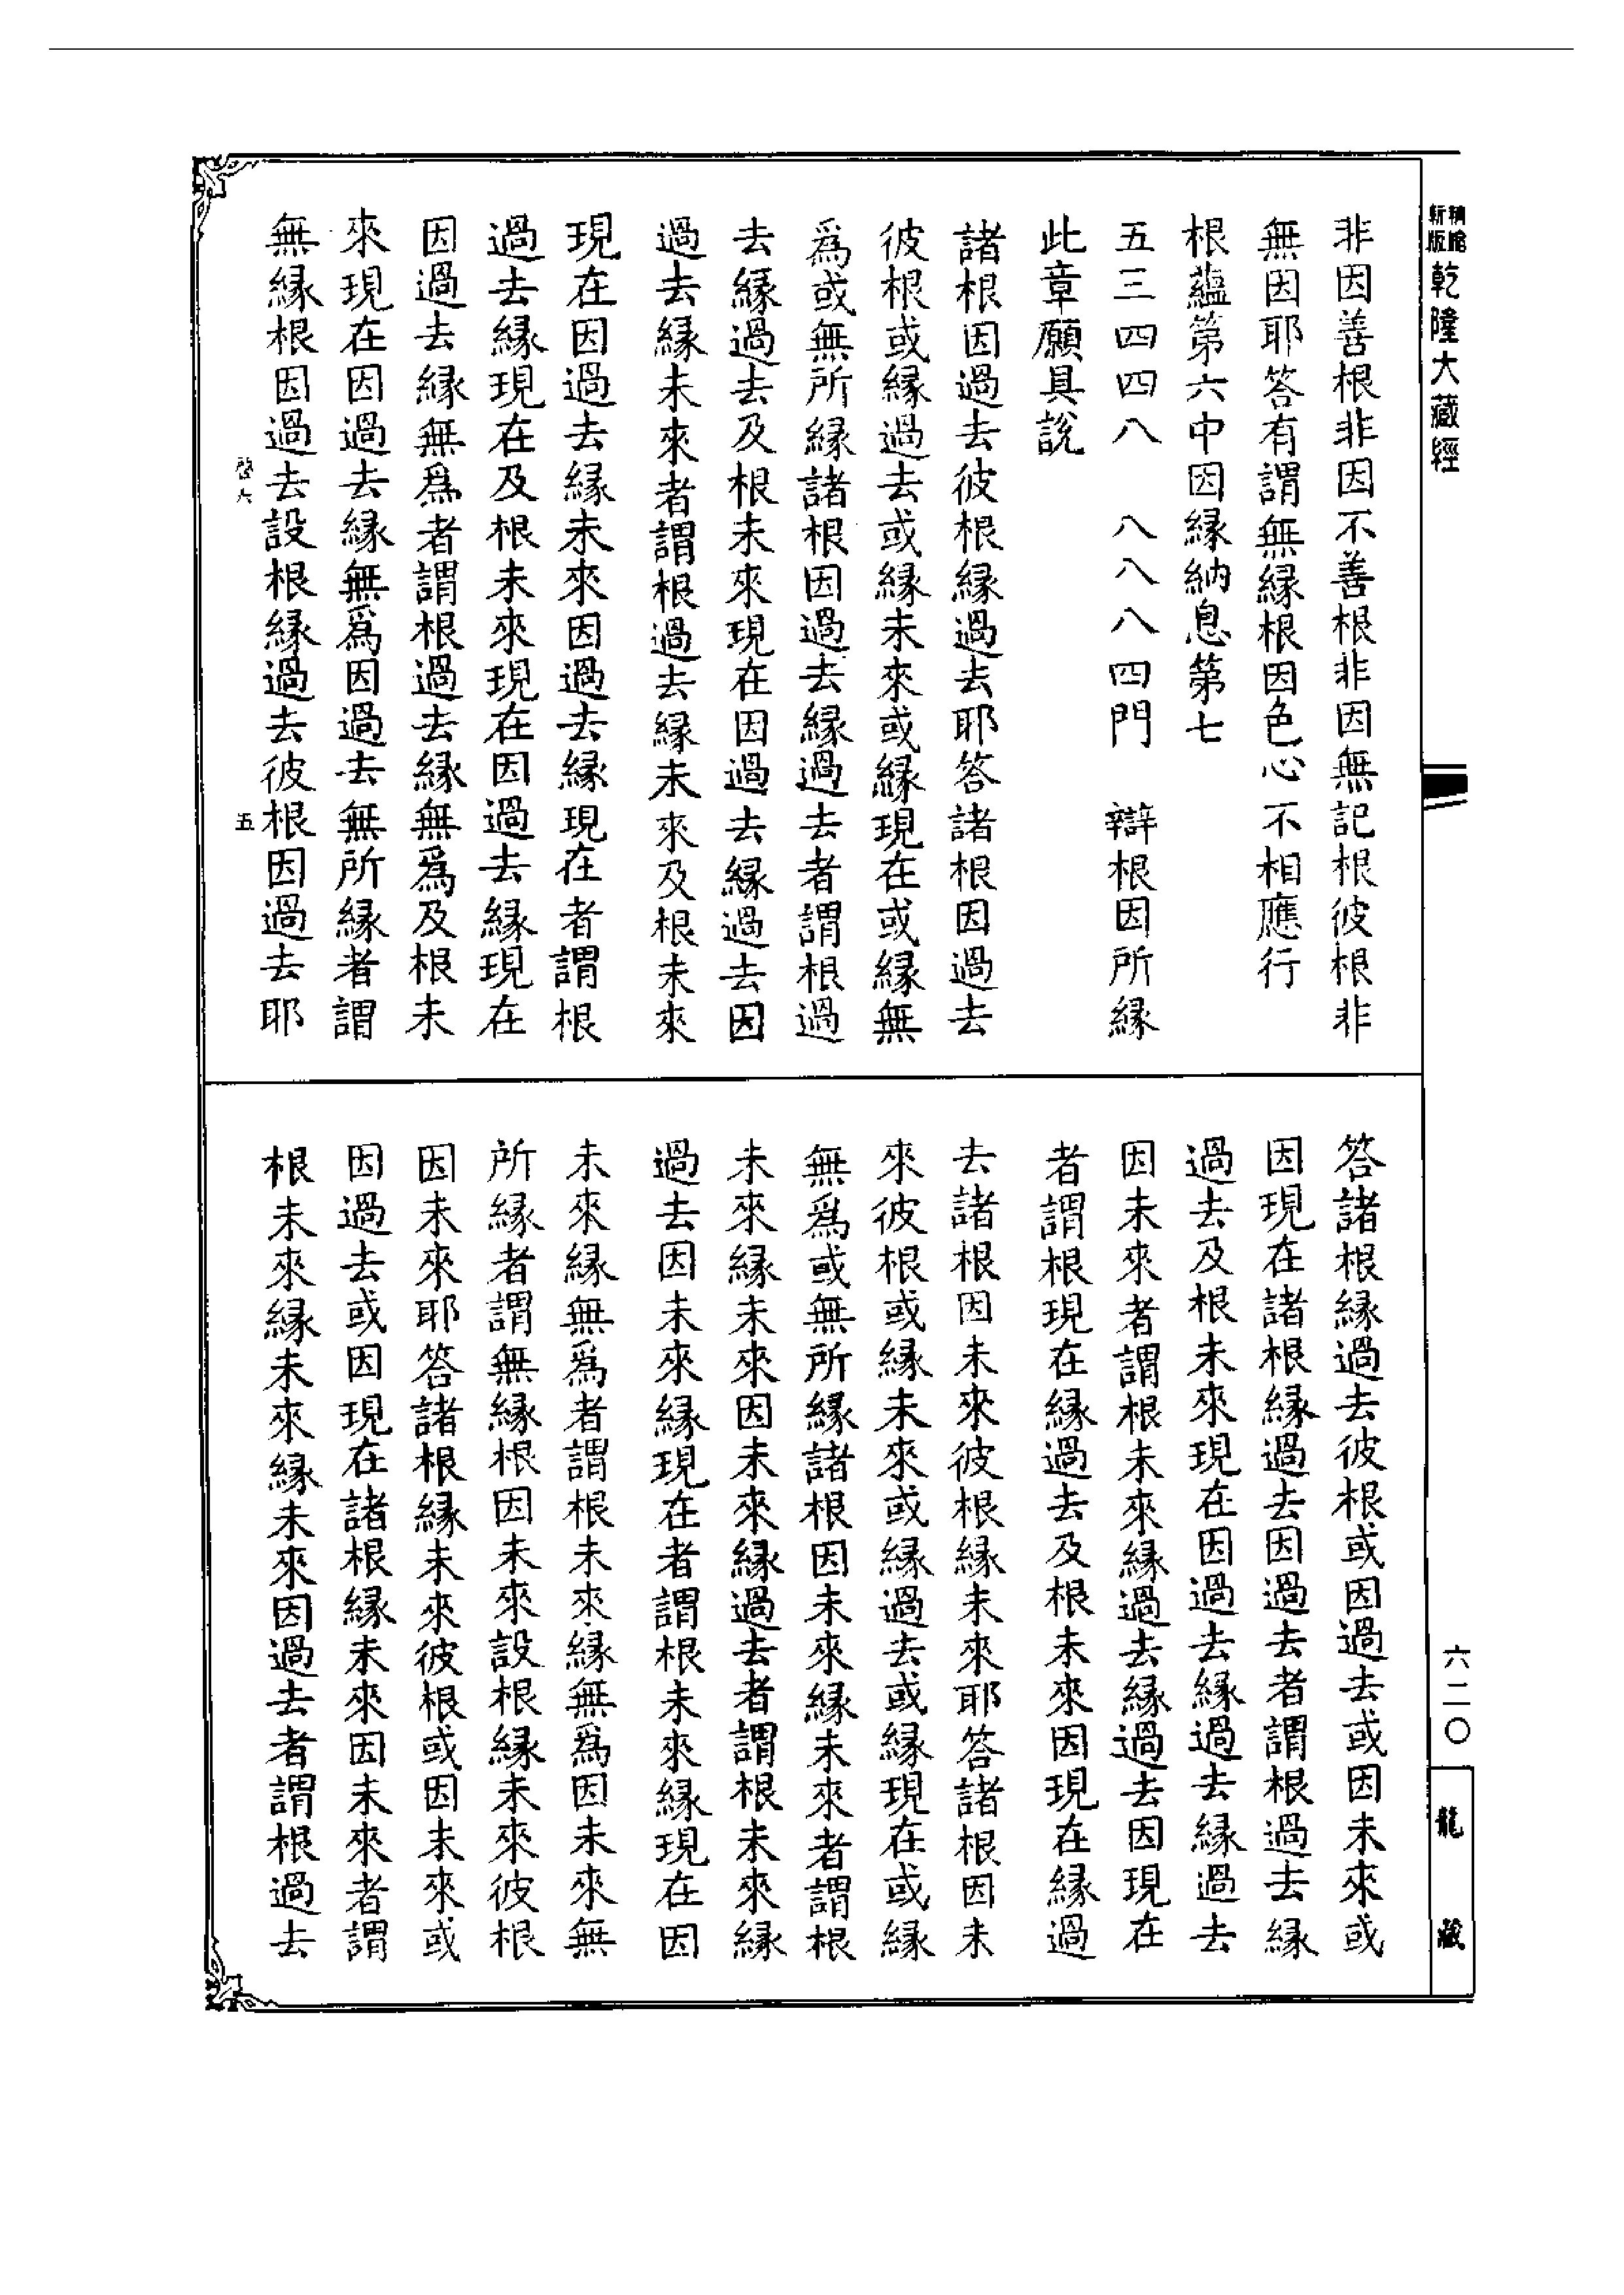 新版
精縮
乾隆大藏經
非因善根非因不善根非因無記根彼根非
無因耶答有謂無緣根因色心不相應行
根蘊第六中因緣納息第七
五三四四八 八八八四門 辯根因所緣
此章願具說
諸根因過去彼根緣過去耶答諸根因過去
彼根或緣過去或緣未來或緣現在或緣無
爲或無所緣諸根因過去緣過去者謂根過
去緣過去及根未來現在因過去緣過去因
過去緣未來者謂根過去緣未來及根未來
現在因過去緣未來因過去緣現在者謂根
過去緣現在及根未來現在因過去緣現在
因過去緣無爲者謂根過去緣無爲及根未
來現在因過去緣無爲因過去無所緣者謂
無緣根因過去設根緣過去彼根因過去耶
五
答諸根緣過去彼根或因過去或因未來或
因現在諸根緣過去因過去者謂根過去緣
過去及根未來現在因過去緣過去緣過去
因未來者謂根未來緣過去緣過去因現在
者謂根現在緣過去及根未來因現在緣過
去諸根因未來彼根緣未來耶答諸根因未
來彼根或緣未來或緣過去或緣現在或緣
無爲或無所緣諸根因未來緣未來者謂根
未來緣未來因未來緣過去者謂根未來緣
過去因未來緣現在者謂根未來緣現在因
未來緣無爲者謂根未來緣無爲因未來無
所緣者謂無緣根因未來設根緣未來彼根
因未來耶答諸根緣未來彼根或因未來或
因過去或因現在諸根緣未來因未來者謂
根未來緣未來緣未來因過去者謂根過去
六二〇
龍藏